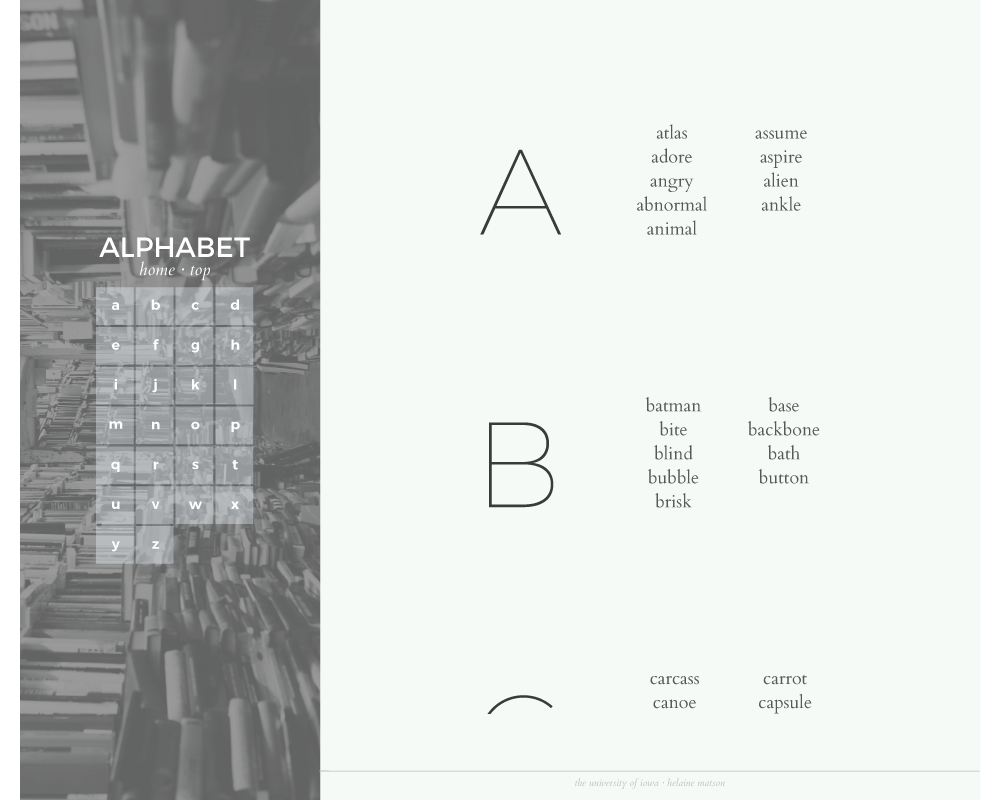 ALPHABET
home · top
a b c d
e f g h
i j k l
m n o p
q r s t
u v w x
y z
A
atlas
adore
angry
abnormal
animal
assume
aspire
alien
ankle
B
batman
bite
blind
bubble
brisk
base
backbone
bath
button
carcass
canoe
carrot
capsule
the university of iowa · helaine matson